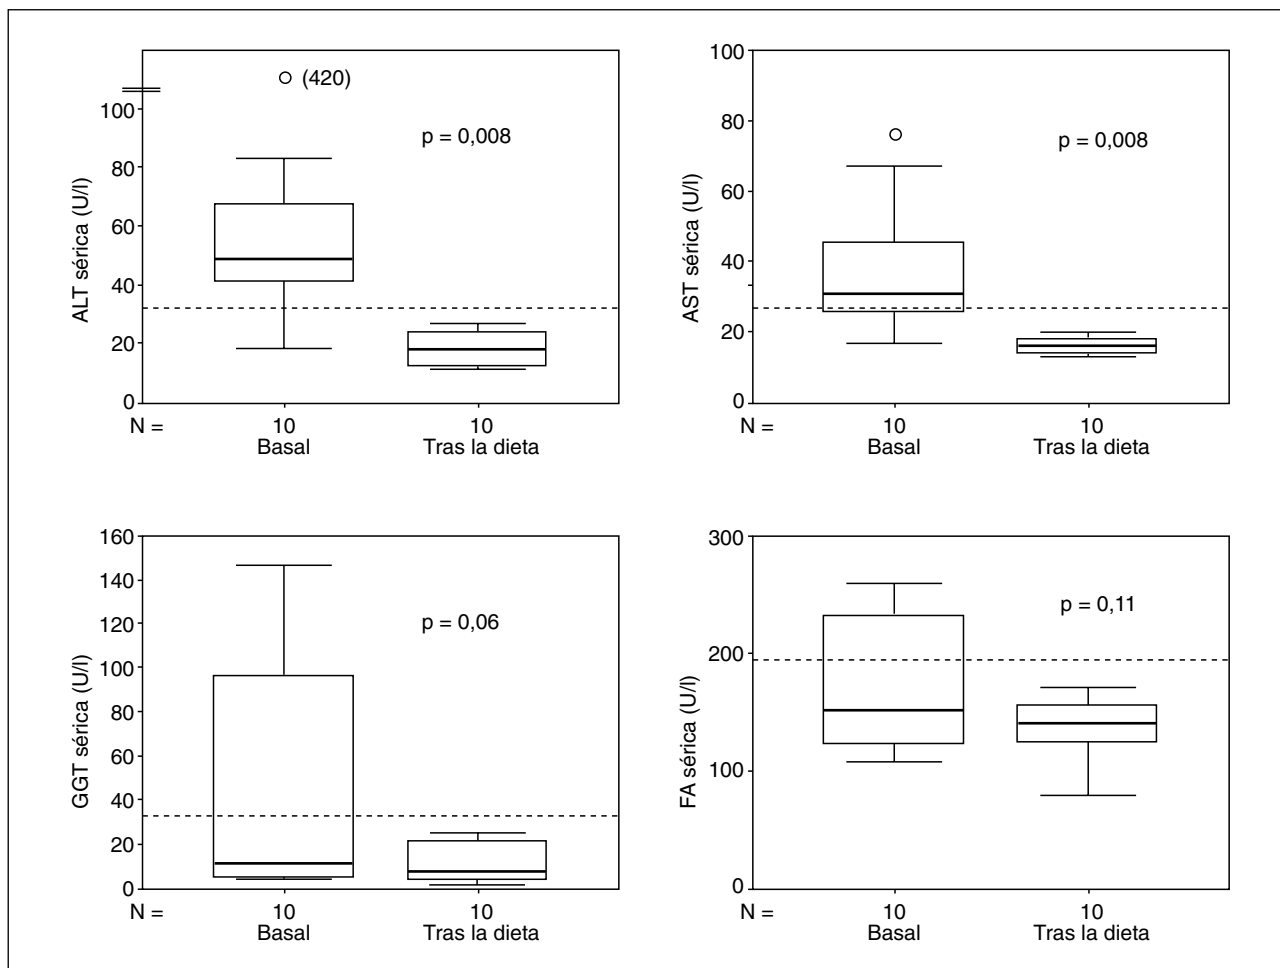 (420)
100
80
60
40
20
0
ALT sérica (U/l)
p = 0,008
N =
10
10
Basal
Tras la dieta
100
80
60
40
20
0
AST sérica (U/l)
p = 0,008
N =
10
10
Basal
Tras la dieta
160
140
120
100
80
60
40
20
0
GGT sérica (U/l)
p = 0,06
N =
10
10
Basal
Tras la dieta
300
200
100
0
FA sérica (U/l)
p = 0,11
N =
10
10
Basal
Tras la dieta